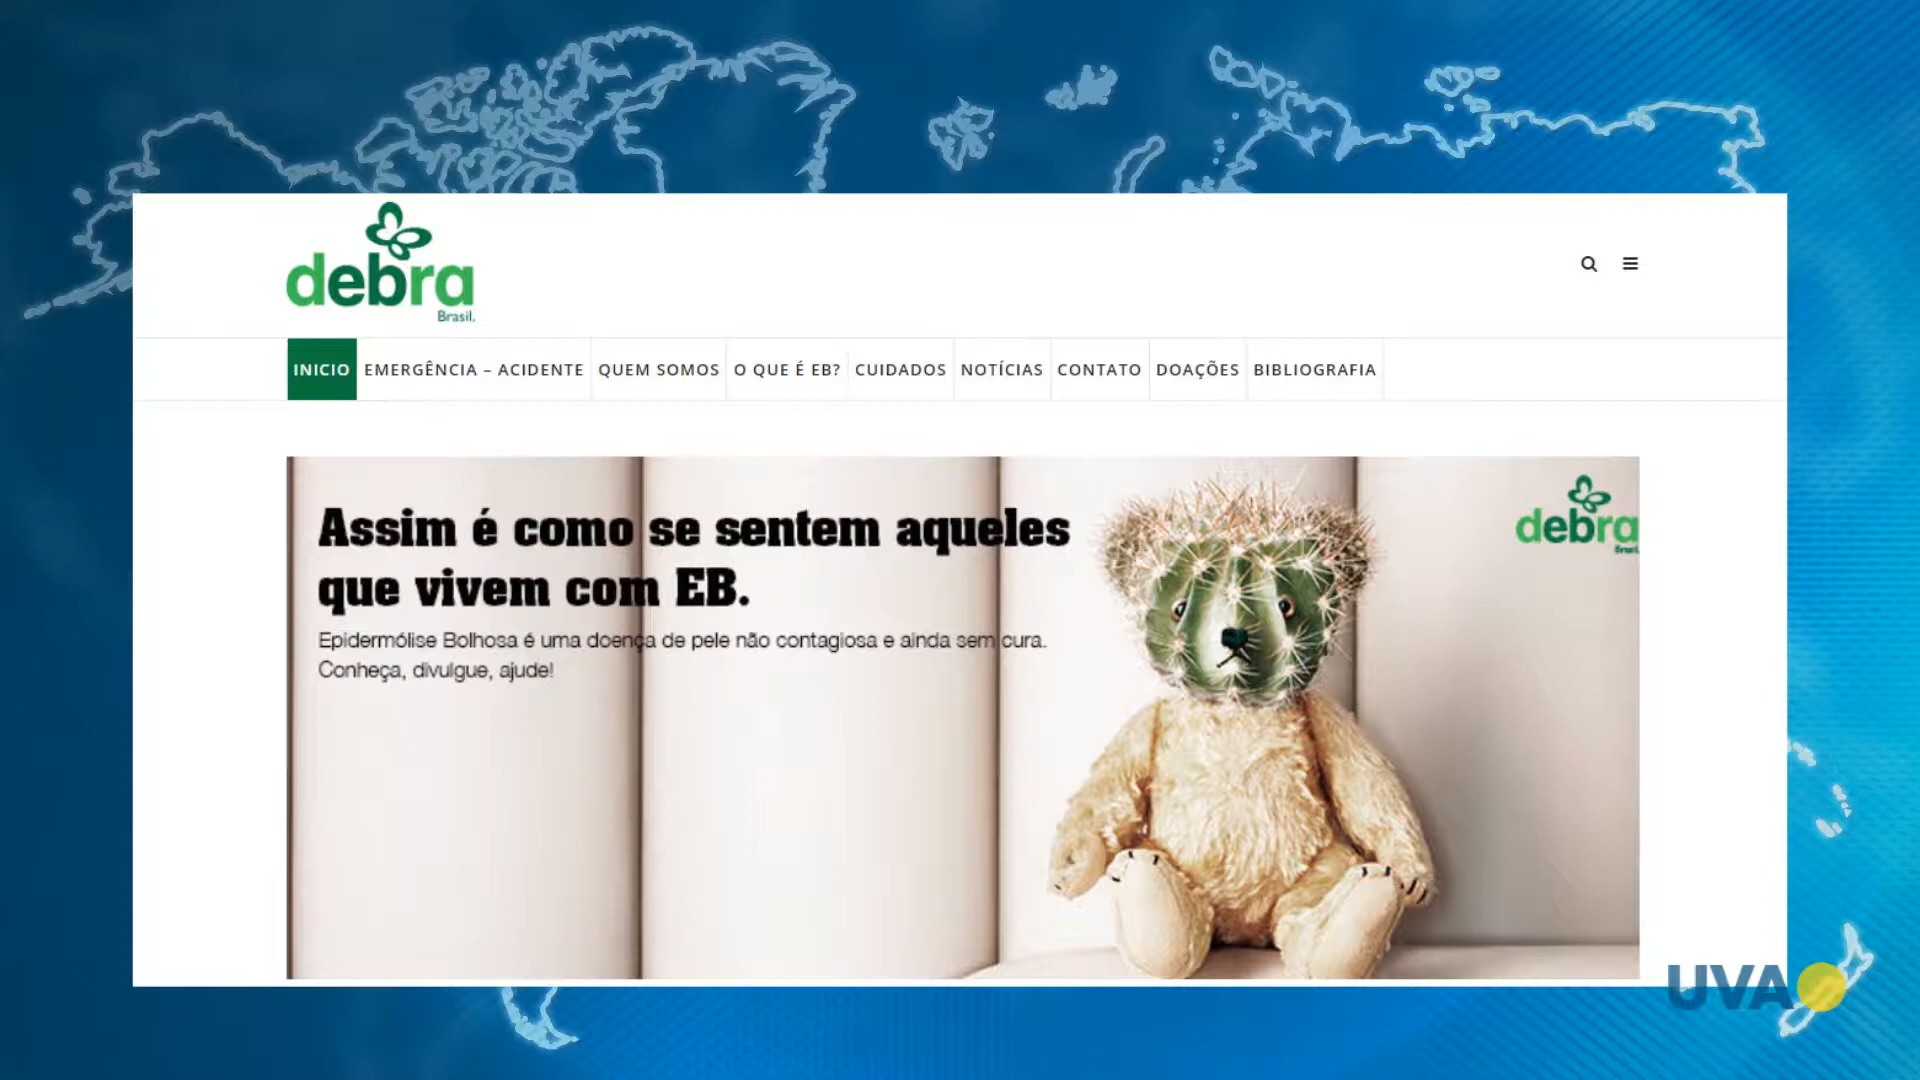 debra
Brasil.
INICIO
EMERGÊNCIA – ACIDENTE
QUEM SOMOS
O QUE É EB?
CUIDADOS
NOTÍCIAS
CONTATO
DOAÇÕES
BIBLIOGRAFIA
Assim é como se sentem aqueles
que vivem com EB.
Epidermólise Bolhosa é uma doença de pele não contagiosa e ainda sem cura.
Conheça, divulgue, ajude!
debra
Brasil.
UVA